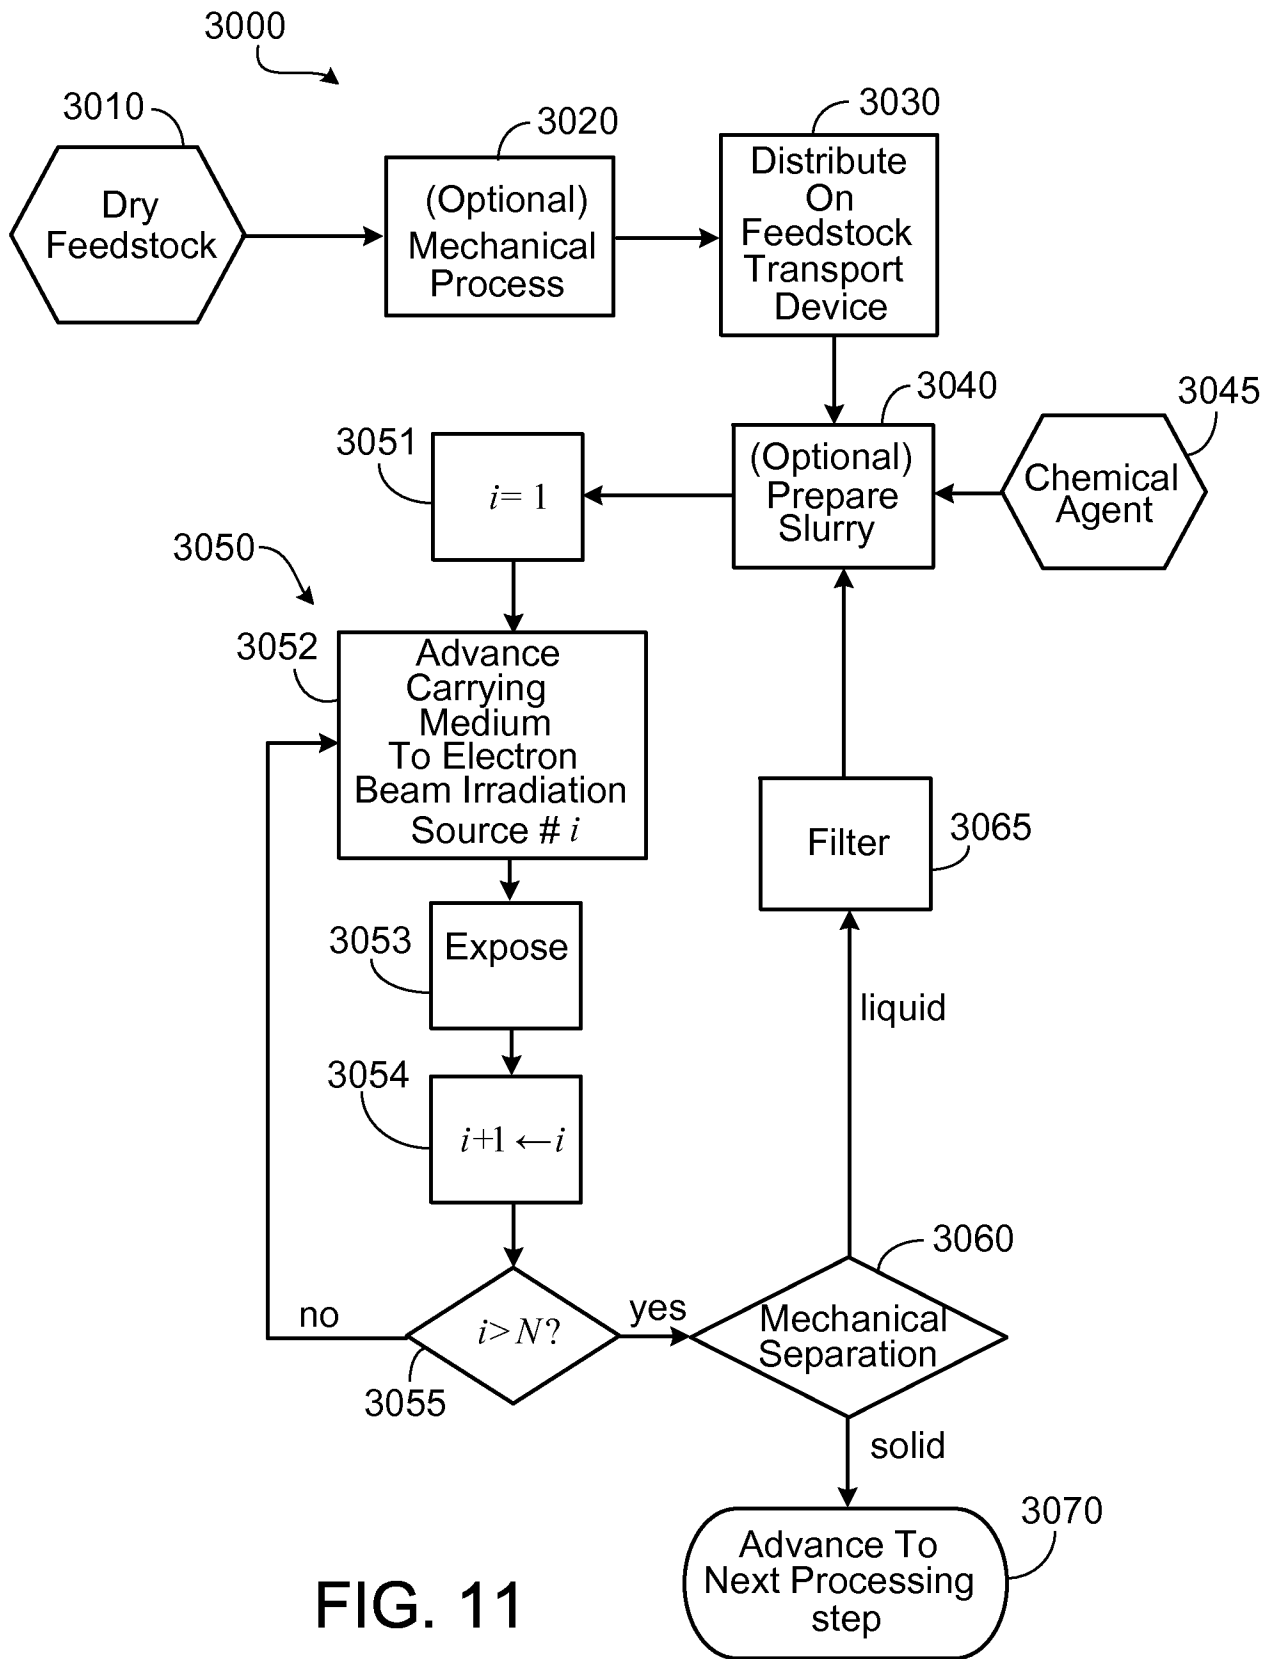 3000
3010
Dry
Feedstock
3020
(Optional)
Mechanical
Process
3030
Distribute
On
Feedstock
Transport
Device
3040
(Optional)
Prepare
Slurry
3045
Chemical
Agent
3051
i= 1
3050
3052
Advance
Carrying
Medium
To Electron
Beam Irradiation
Source # i
3053
Expose
3054
i+1 ← i
3055
i> N?
no
yes
3060
Mechanical
Separation
liquid
Filter
3065
solid
3070
Advance To
Next Processing
step
FIG. 11